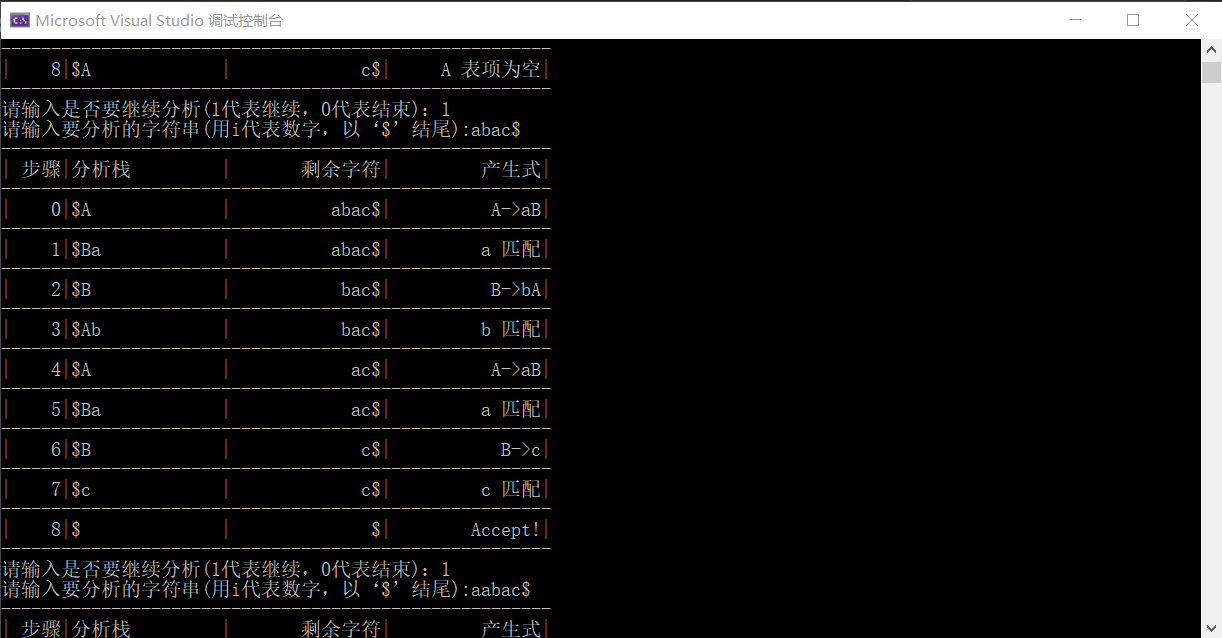 Microsoft Visual Studio 调试控制台
| 8|$A | c$| A 表项为空|
请输入是否要继续分析(1代表继续，0代表结束)：1
请输入要分析的字符串(用i代表数字，以‘$’结尾):abac$
| 步骤|分析栈 | 剩余字符| 产生式|
| 0|$A | abac$| A->aB|
| 1|$Ba | abac$| a 匹配|
| 2|$B | bac$| B->bA|
| 3|$Ab | bac$| b 匹配|
| 4|$A | ac$| A->aB|
| 5|$Ba | ac$| a 匹配|
| 6|$B | c$| B->c|
| 7|$c | c$| c 匹配|
| 8|$ | $| Accept!|
请输入是否要继续分析(1代表继续，0代表结束)：1
请输入要分析的字符串(用i代表数字，以‘$’结尾):aabac$
| 步骤|分析栈 | 剩余字符| 产生式|